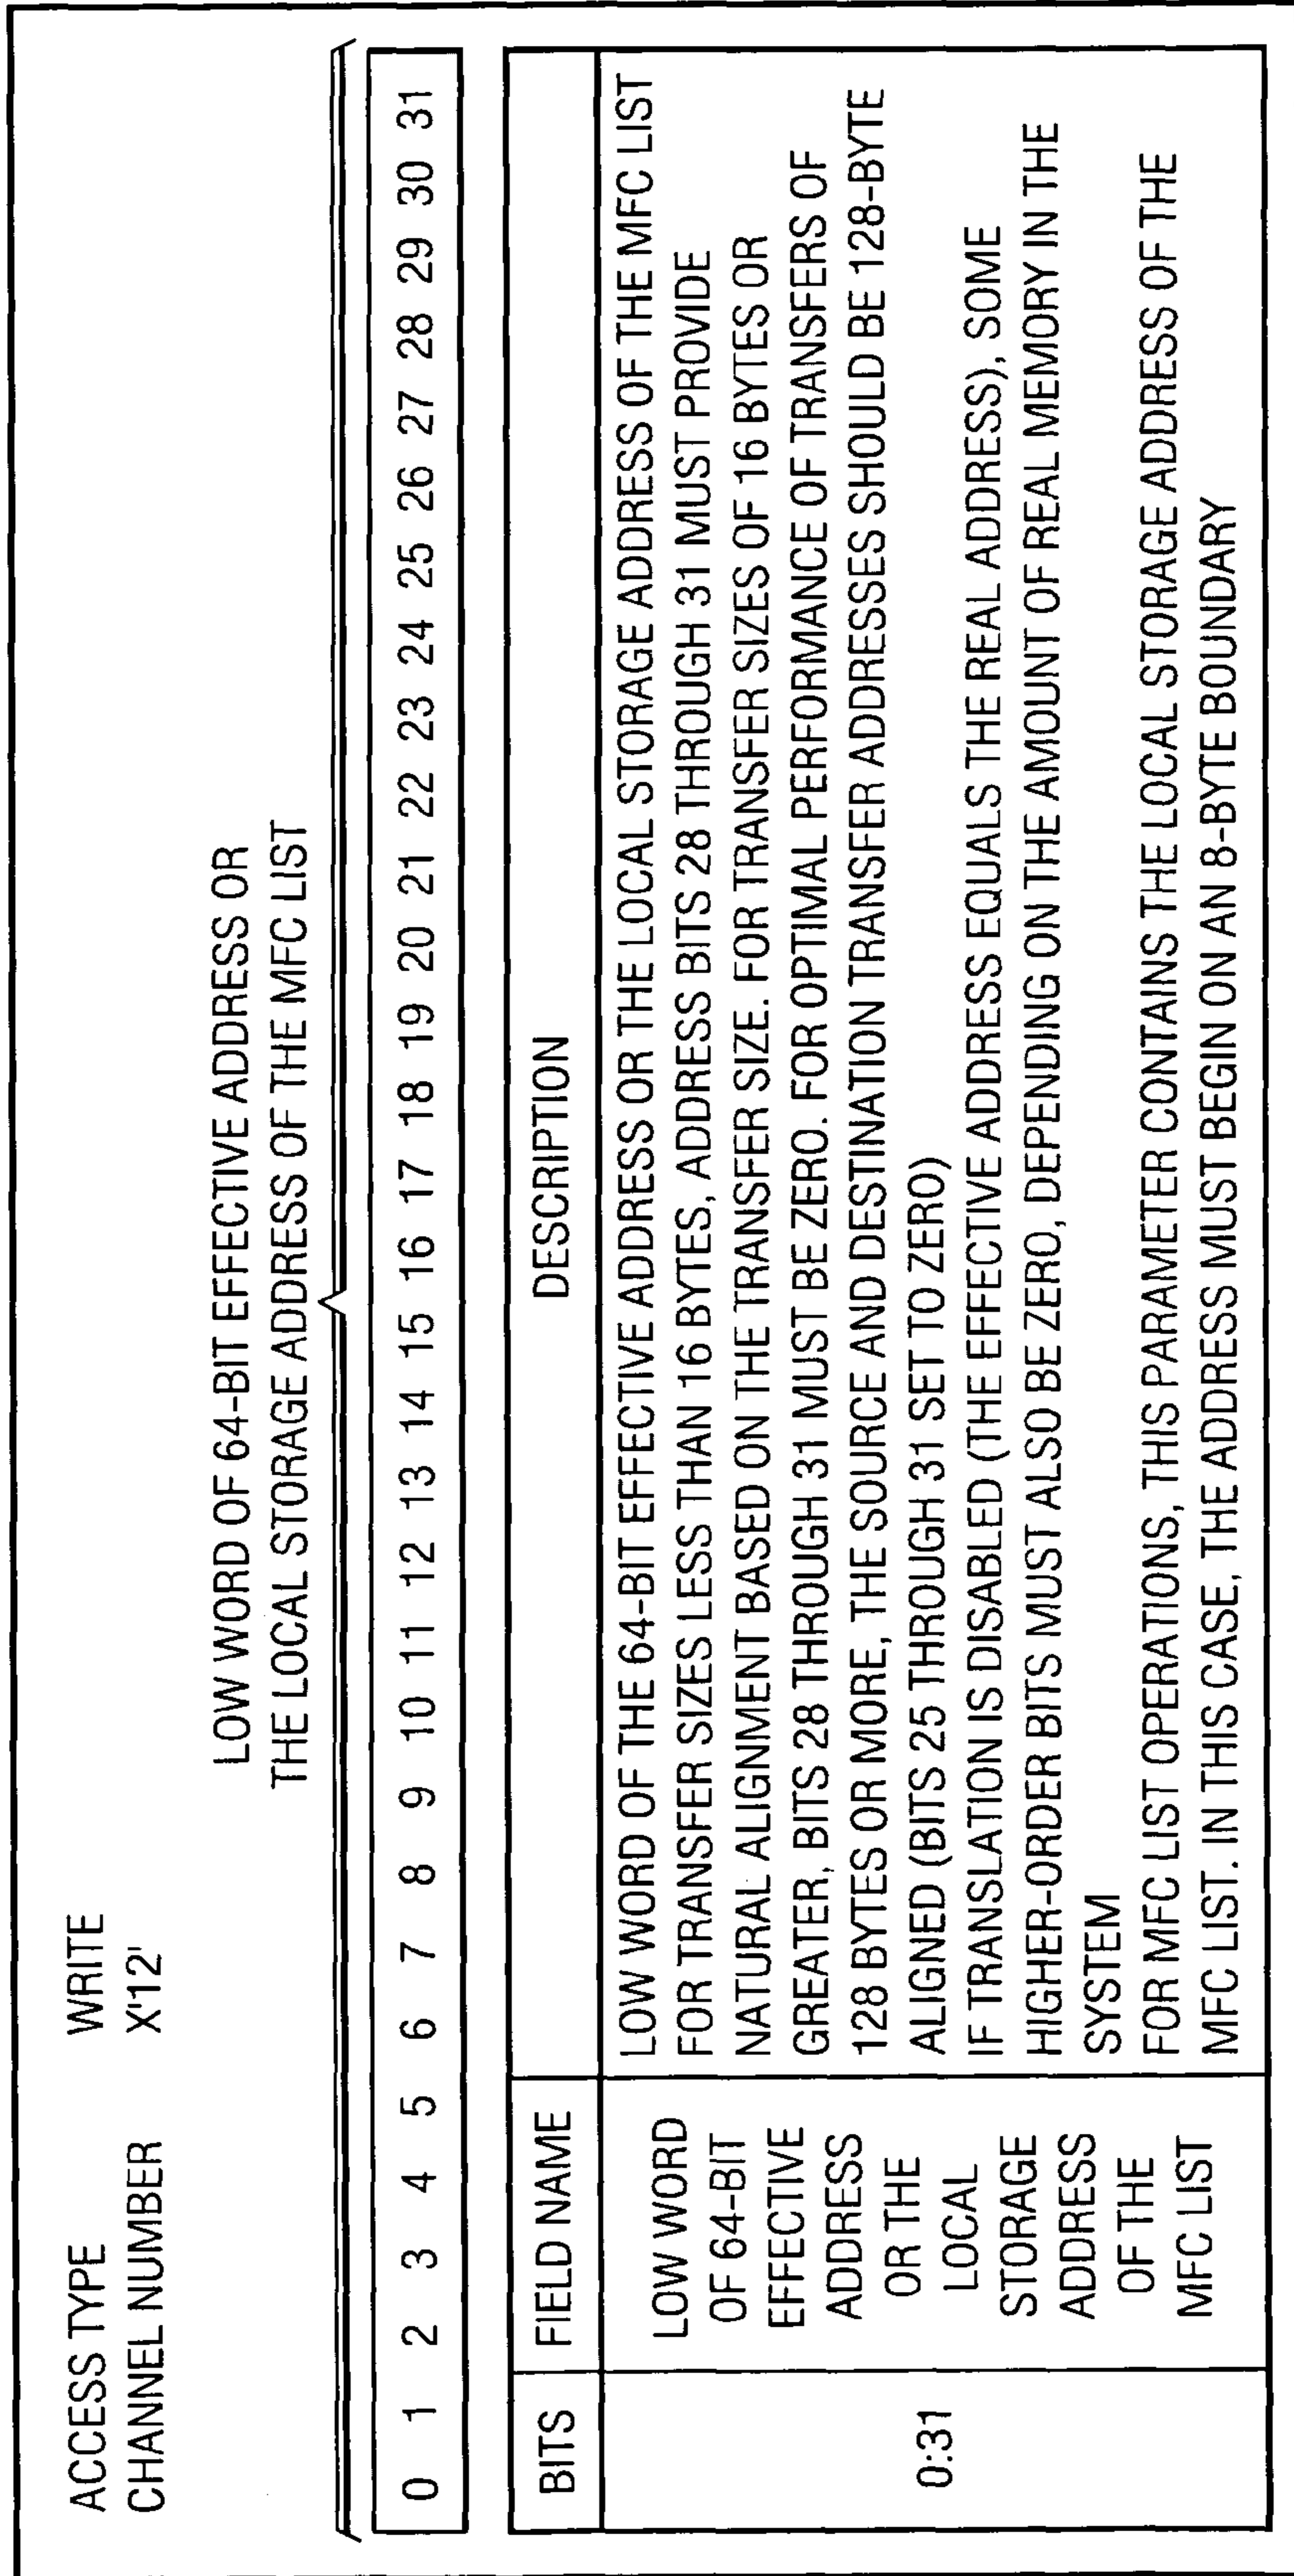 ACCESS TYPE WRITE
CHANNEL NUMBER X'12'
LOW WORD OF 64-BIT EFFECTIVE ADDRESS OR
THE LOCAL STORAGE ADDRESS OF THE MFC LIST
0 1 2 3 4 5 6 7 8 9 10 11 12 13 14 15 16 17 18 19 20 21 22 23 24 25 26 27 28 29 30 31
BITS FIELD NAME DESCRIPTION
0:31
LOW WORD
OF 64-BIT
EFFECTIVE
ADDRESS
OR THE
LOCAL
STORAGE
ADDRESS
OF THE
MFC LIST
LOW WORD OF THE 64-BIT EFFECTIVE ADDRESS OR THE LOCAL STORAGE ADDRESS OF THE MFC LIST
FOR TRANSFER SIZES LESS THAN 16 BYTES, ADDRESS BITS 28 THROUGH 31 MUST PROVIDE
NATURAL ALIGNMENT BASED ON THE TRANSFER SIZE. FOR TRANSFER SIZES OF 16 BYTES OR
GREATER, BITS 28 THROUGH 31 MUST BE ZERO. FOR OPTIMAL PERFORMANCE OF TRANSFERS OF
128 BYTES OR MORE, THE SOURCE AND DESTINATION TRANSFER ADDRESSES SHOULD BE 128-BYTE
ALIGNED (BITS 25 THROUGH 31 SET TO ZERO)
IF TRANSLATION IS DISABLED (THE EFFECTIVE ADDRESS EQUALS THE REAL ADDRESS), SOME
HIGHER-ORDER BITS MUST ALSO BE ZERO, DEPENDING ON THE AMOUNT OF REAL MEMORY IN THE
SYSTEM
FOR MFC LIST OPERATIONS, THIS PARAMETER CONTAINS THE LOCAL STORAGE ADDRESS OF THE
MFC LIST. IN THIS CASE, THE ADDRESS MUST BEGIN ON AN 8-BYTE BOUNDARY